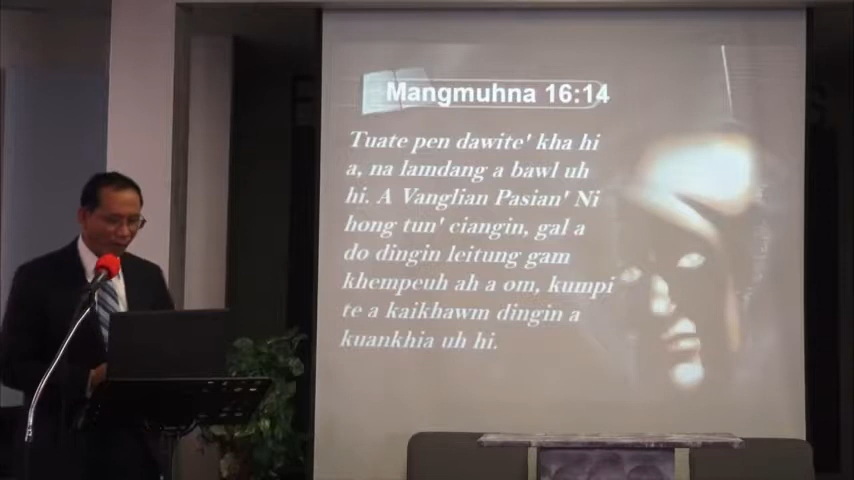 Mangmuhna 16:14
Tuate pen dawite' kha hi
a, na lamdang a bawl uh
hi. A Vanglian Pasian' Ni
hong tun' ciangin, gal a
do dingin leitung gam
khempeuh ah a om, kumpi
te a kaikhawm dingin a
kuankhia uh hi.